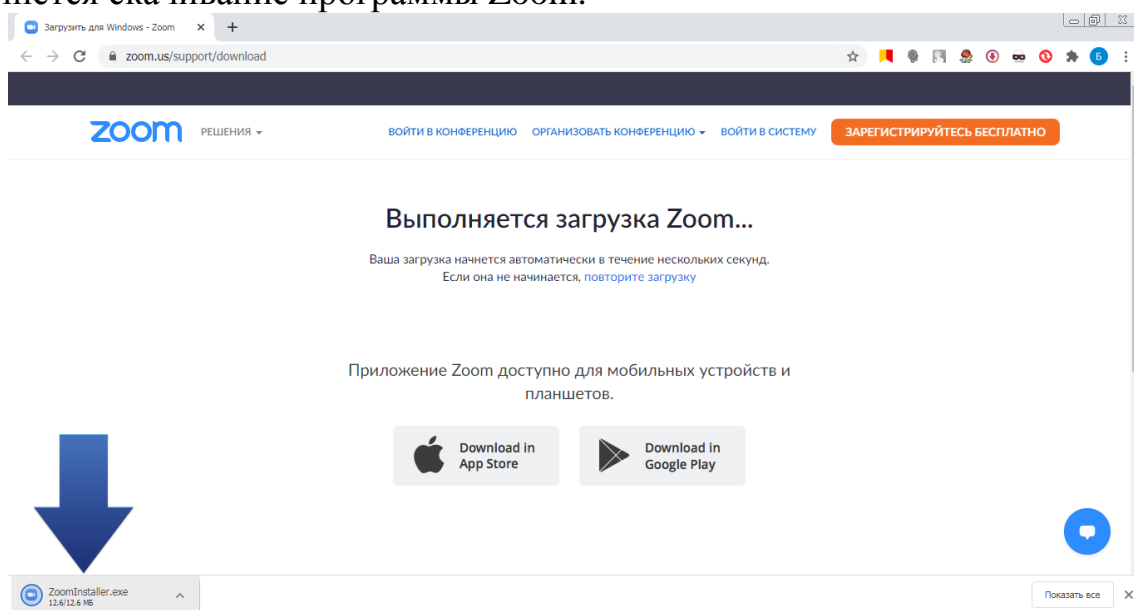 скачивание программы Zoom.
Загрузить для Windows - Zoom
zoom.us/support/download
Б
zoom
РЕШЕНИЯ
ВОЙТИ В КОНФЕРЕНЦИЮ ОРГАНИЗОВАТЬ КОНФЕРЕНЦИЮ ВОЙТИ В СИСТЕМУ ЗАРЕГИСТРИРУЙТЕСЬ БЕСПЛАТНО
Выполняется загрузка Zoom...
Ваша загрузка начнется автоматически в течение нескольких секунд.
Если она не начинается, повторите загрузку
Приложение Zoom доступно для мобильных устройств и
планшетов.
Download in
App Store
Download in
Google Play
ZoomInstaller.exe
12,6/12,6 МБ
Показать все